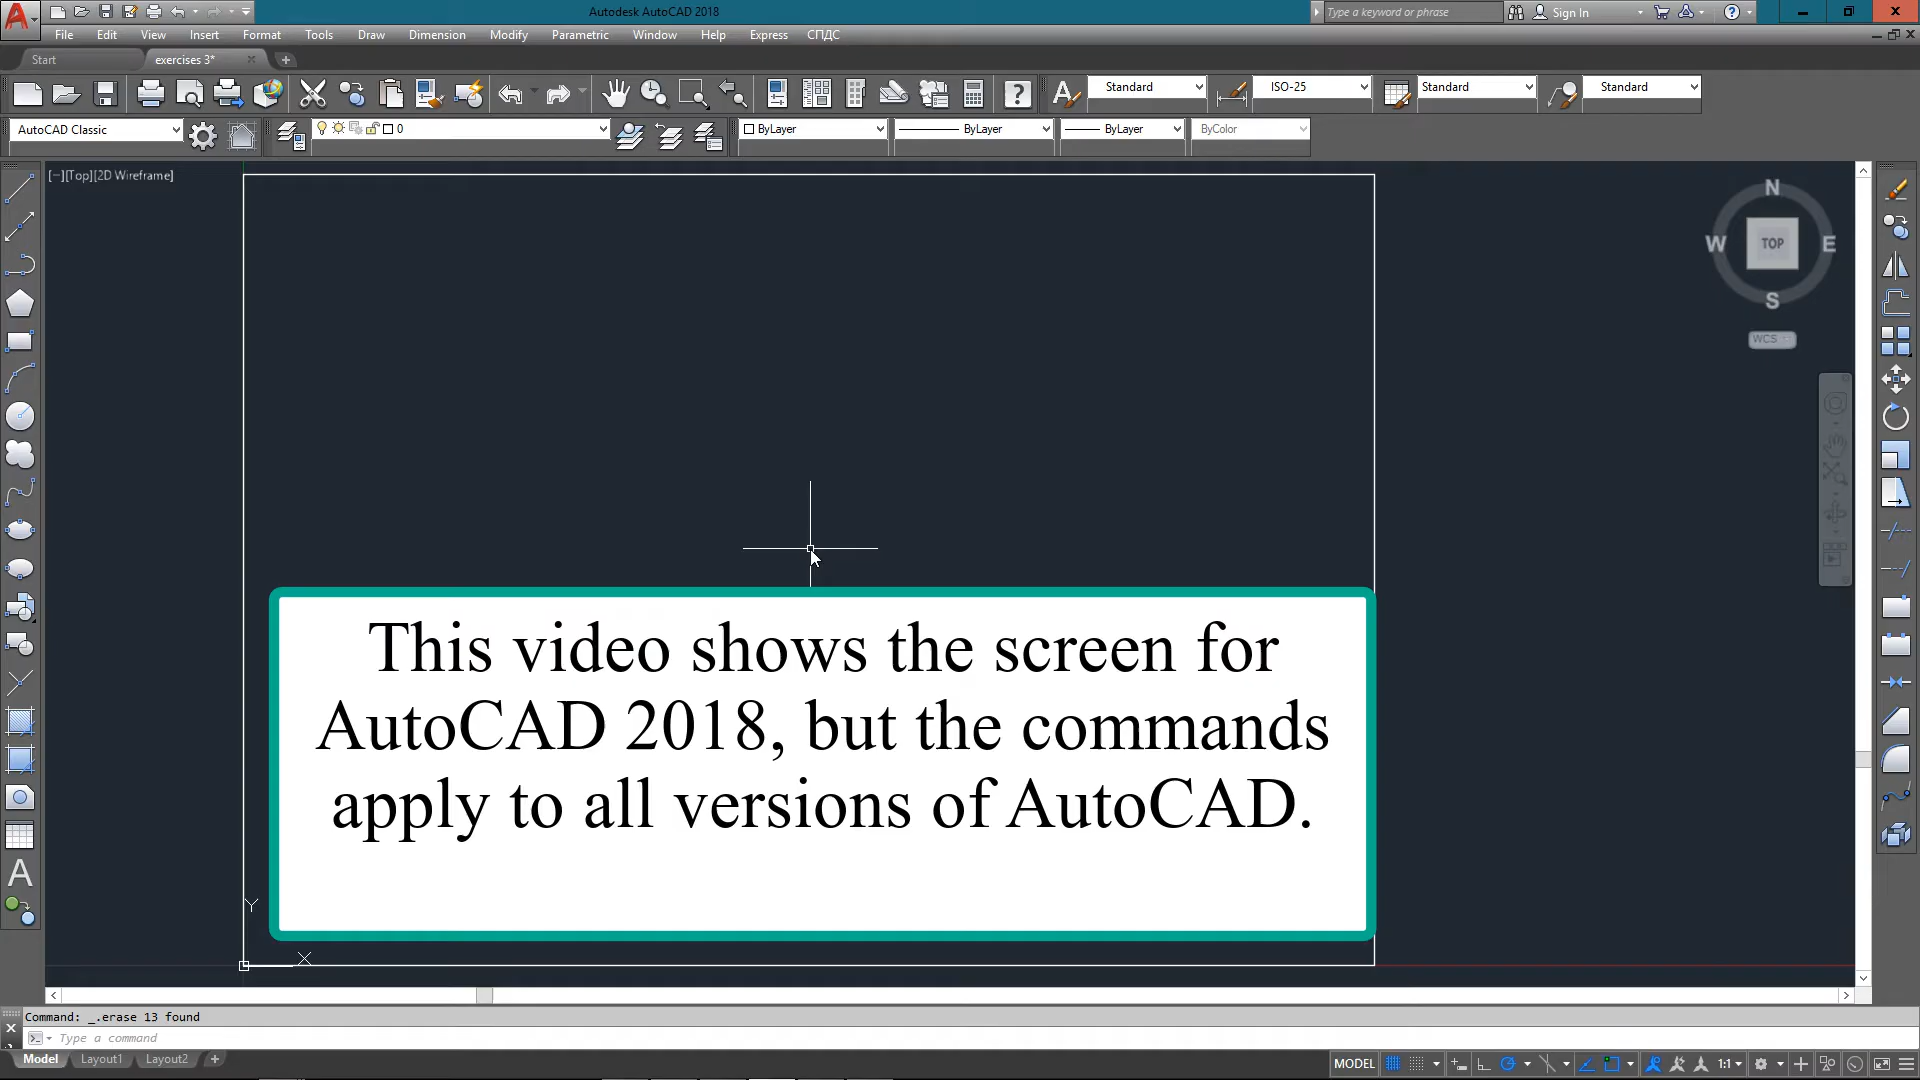 Autodesk AutoCAD 2018
Type a keyword or phrase
Sign In
File Edit View Insert Format Tools Draw Dimension Modify Parametric Window Help Express СПДС
Start exercises 3*
Standard ISO-25 Standard Standard
AutoCAD Classic 0 ByLayer ByLayer ByLayer ByColor
[−][Top][2D Wireframe]
N
W TOP E
S
WCS
This video shows the screen for
AutoCAD 2018, but the commands
apply to all versions of AutoCAD.
A
Y
X
Command: _.erase 13 found
Type a command
Model Layout1 Layout2
MODEL 1:1